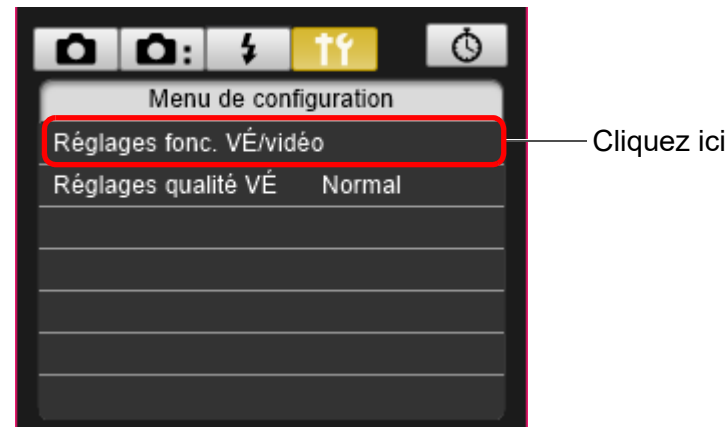 Menu de configuration
Réglages fonc. VÉ/vidéo
Cliquez ici
Réglages qualité VÉ Normal